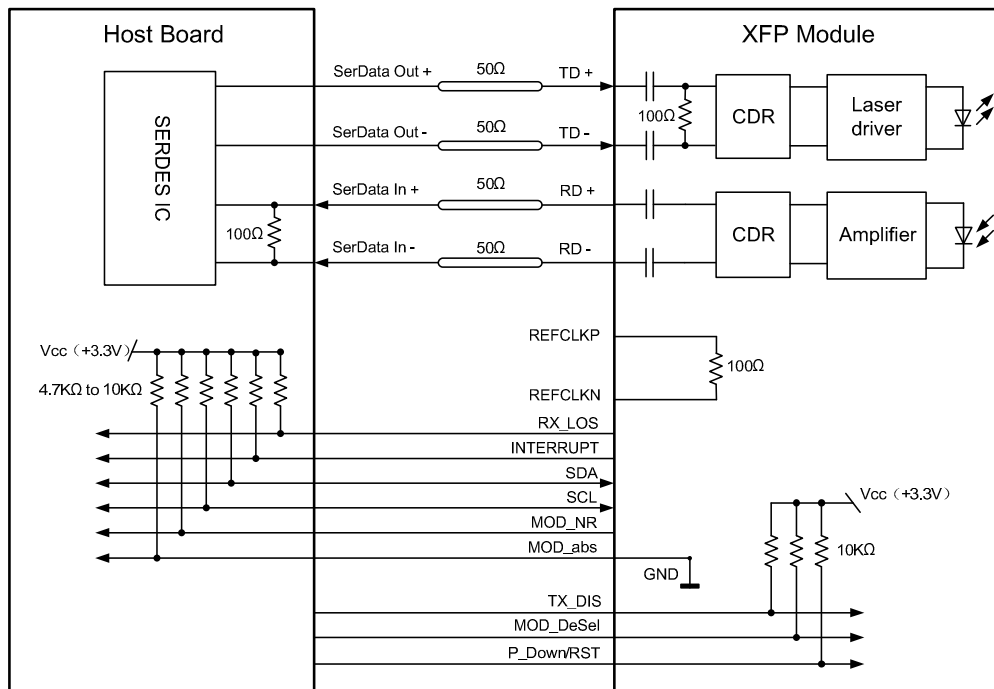 Host Board
XFP Module
SERDES IC
SerData Out +
50Ω
TD +
SerData Out -
50Ω
TD -
SerData In +
50Ω
RD +
SerData In -
50Ω
RD -
100Ω
100Ω
CDR
Laser driver
CDR
Amplifier
REFCLKP
100Ω
REFCLKN
Vcc（+3.3V）
4.7KΩ to 10KΩ
RX_LOS
INTERRUPT
SDA
SCL
MOD_NR
MOD_abs
GND
Vcc（+3.3V）
10KΩ
TX_DIS
MOD_DeSel
P_Down/RST